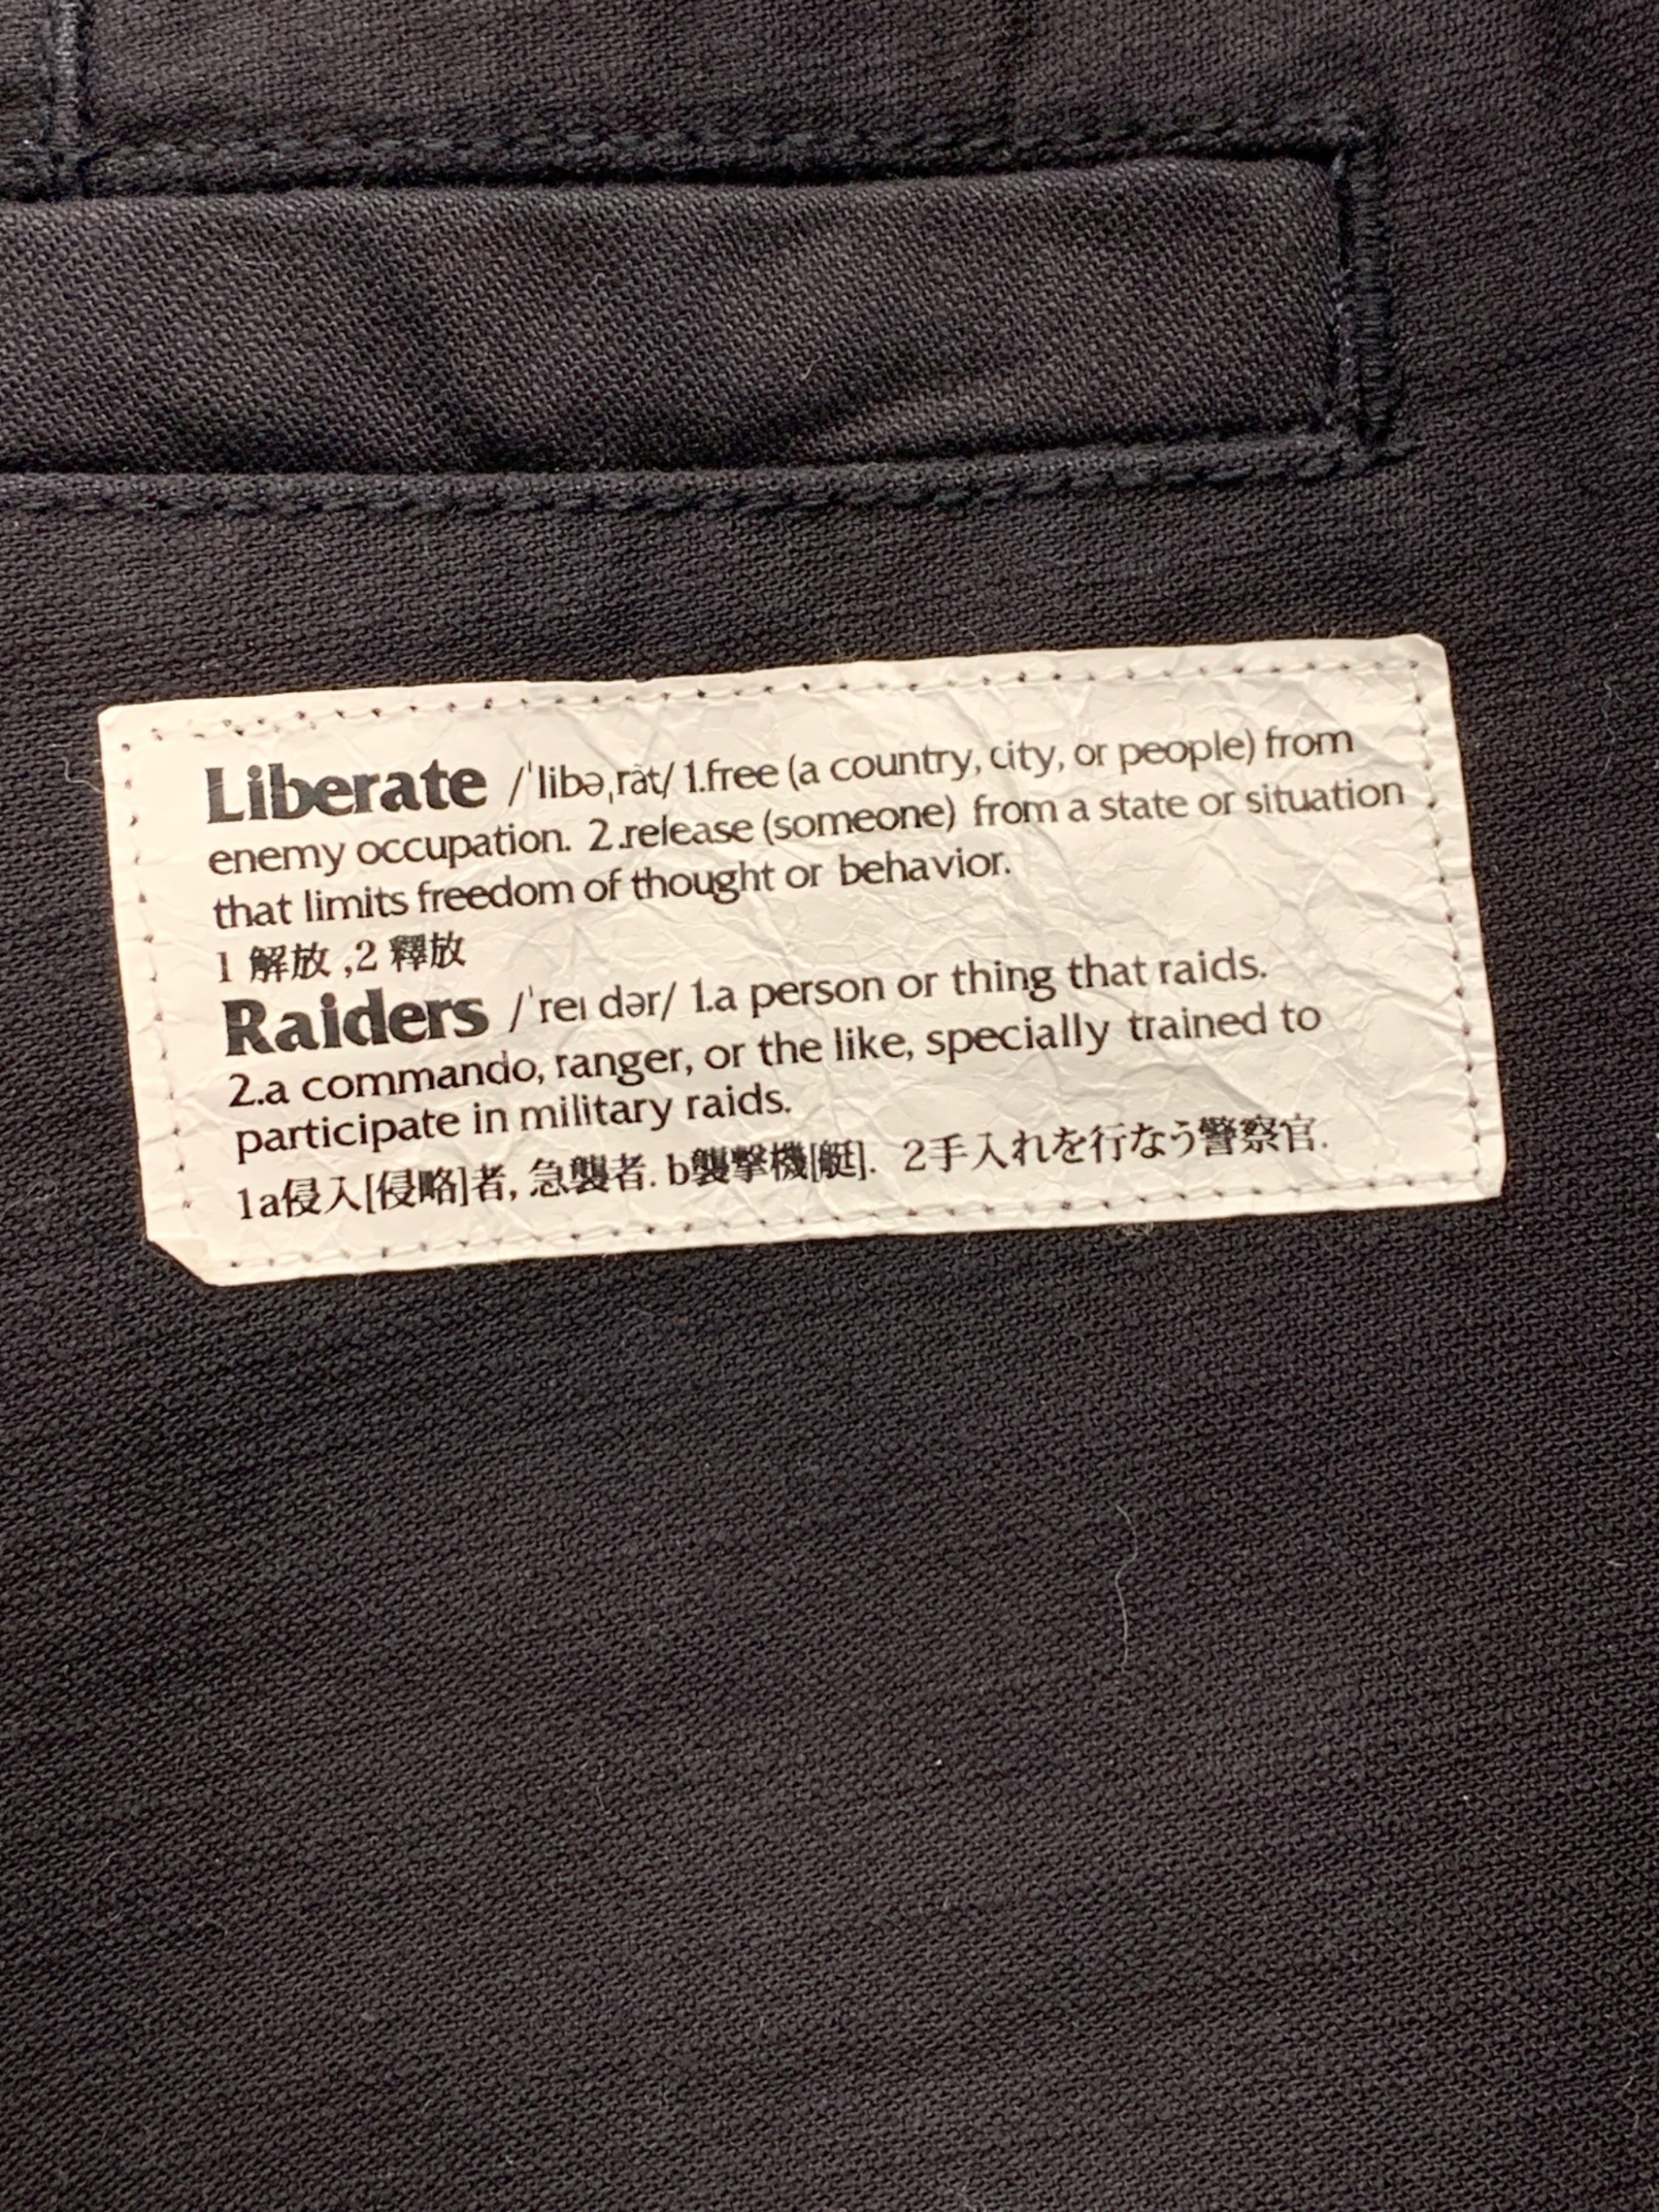 Liberate /ˈlibəˌrāt/ 1.free (a country, city, or people) from
enemy occupation. 2.release (someone) from a state or situation
that limits freedom of thought or behavior.
1 解放 ,2 釋放
Raiders /ˈreı dər/ 1.a person or thing that raids.
2.a commando, ranger, or the like, specially trained to
participate in military raids.
1a侵入[侵略]者, 急襲者. b襲撃機[艇]. 2手入れを行なう警察官.